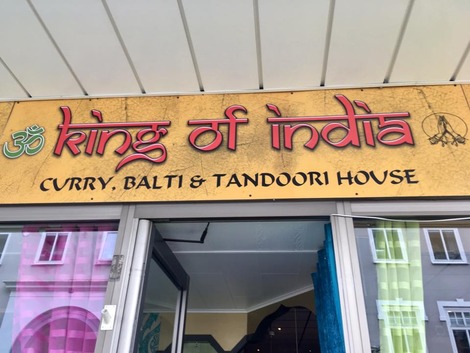 ॐ king of india
CURRY, BALTI & TANDOORI HOUSE